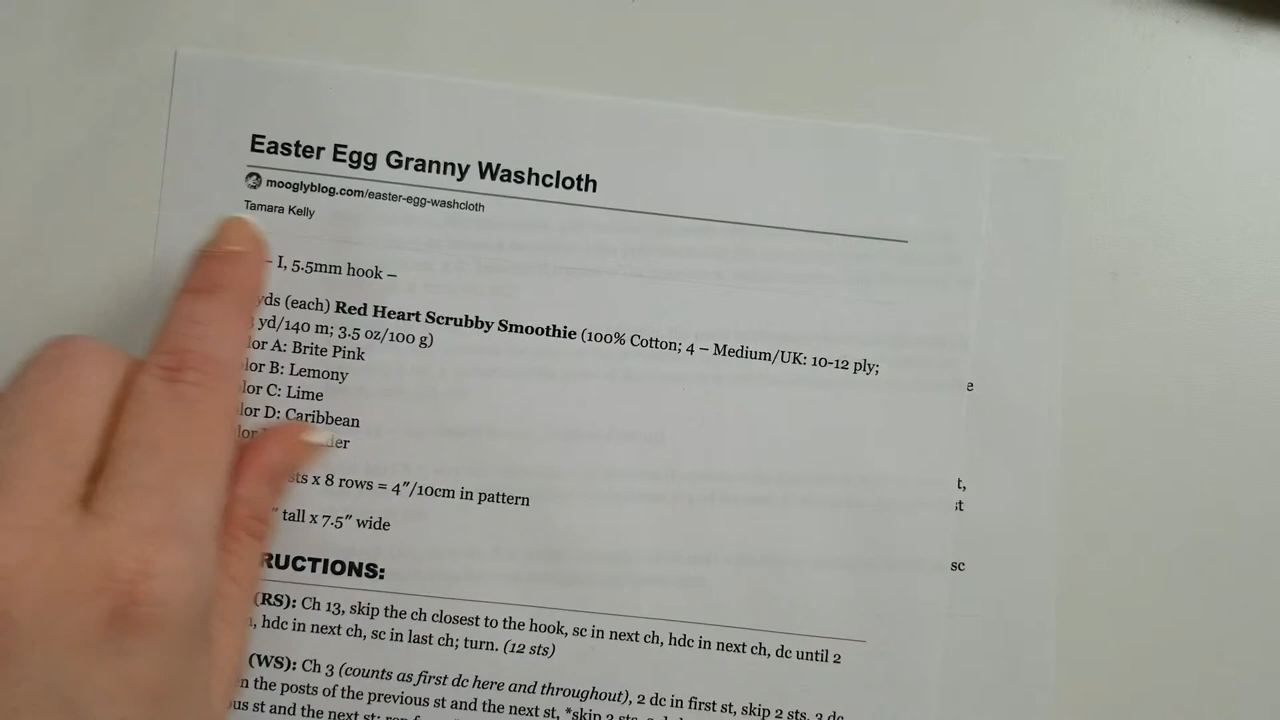 Easter Egg Granny Washcloth
mooglyblog.com/easter-egg-washcloth
Tamara Kelly
– I, 5.5mm hook –
yds (each) Red Heart Scrubby Smoothie (100% Cotton; 4 – Medium/UK: 10-12 ply;
yd/140 m; 3.5 oz/100 g)
lor A: Brite Pink
lor B: Lemony
lor C: Lime
lor D: Caribbean
lor der
sts x 8 rows = 4″/10cm in pattern
″ tall x 7.5″ wide
RUCTIONS:
(RS): Ch 13, skip the ch closest to the hook, sc in next ch, hdc in next ch, dc until 2
, hdc in next ch, sc in last ch; turn. (12 sts)
(WS): Ch 3 (counts as first dc here and throughout), 2 dc in first st, skip 2 sts, 3 dc
n the posts of the previous st and the next st, *skip
us st and the next st;
e
t,
st
sc